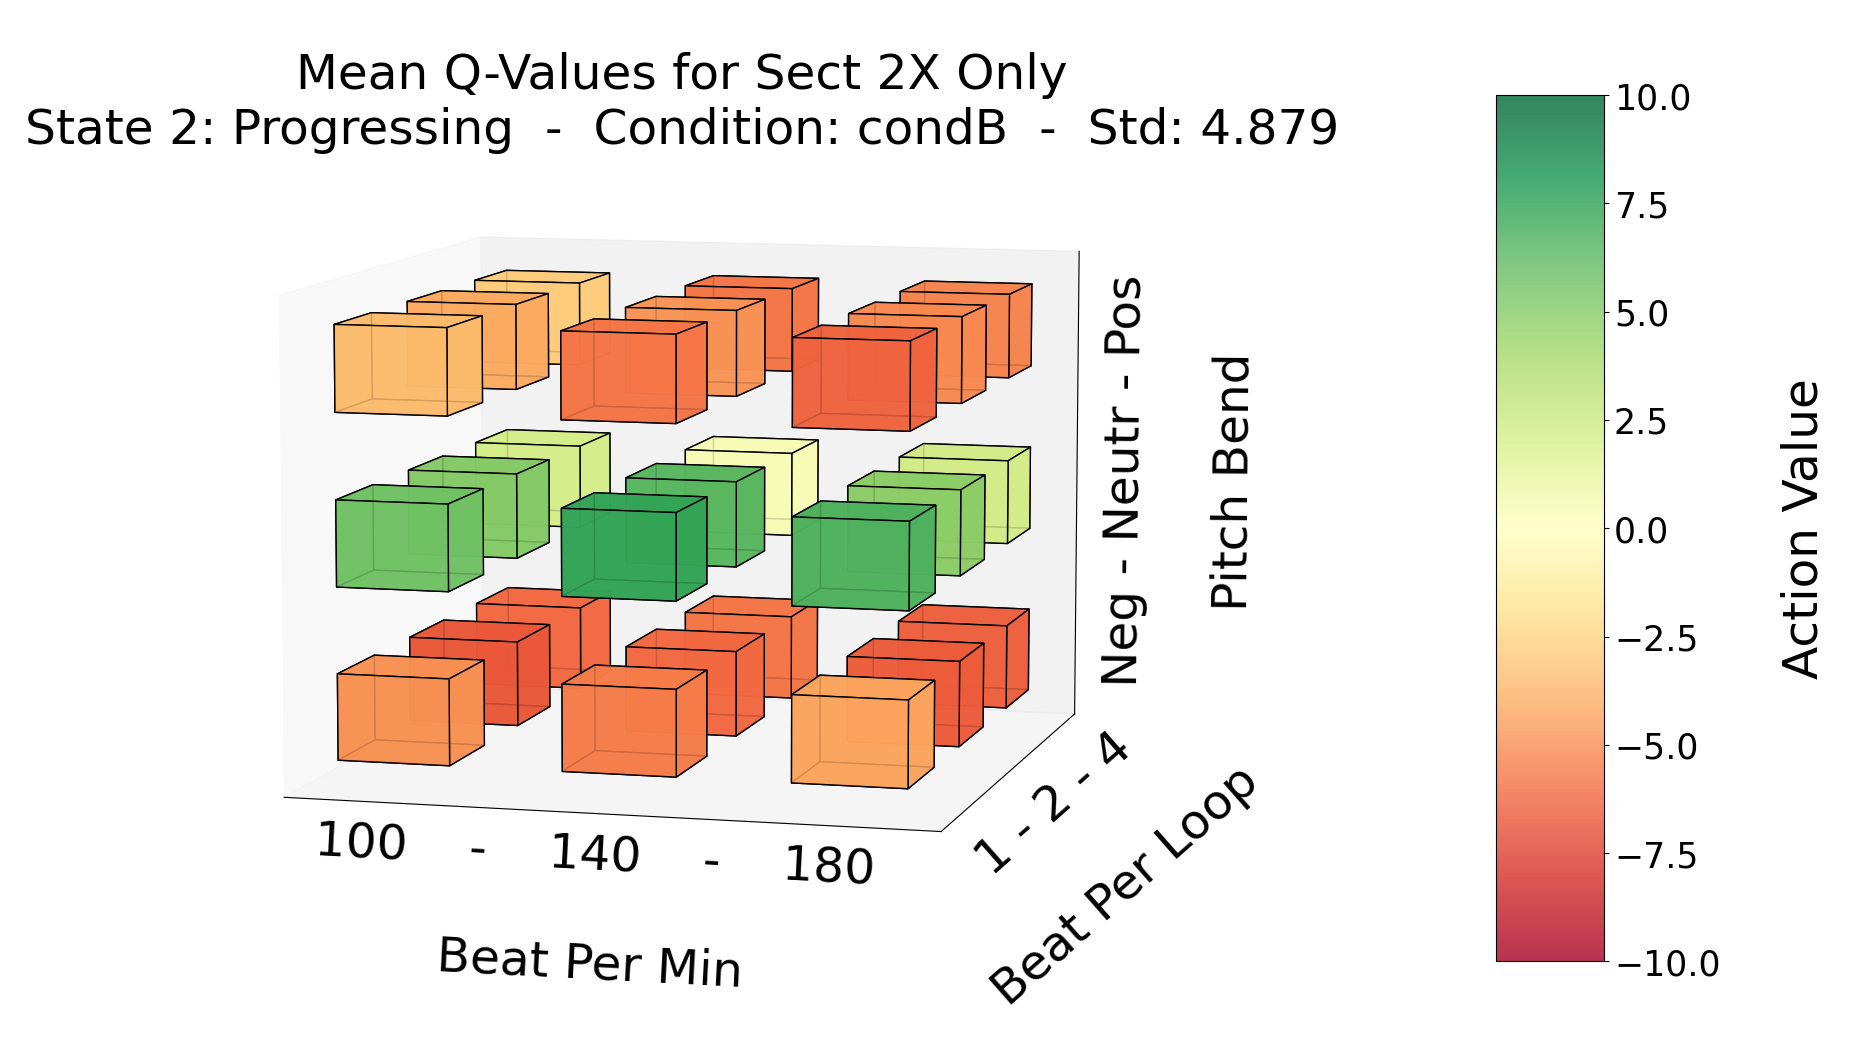 Mean Q-Values for Sect 2X Only
State 2: Progressing - Condition: condB - Std: 4.879
10.0
7.5
5.0
2.5
0.0
−2.5
−5.0
−7.5
−10.0
Action Value
Neg - Neutr - Pos
Pitch Bend
1 - 2 - 4
Beat Per Loop
100 - 140 - 180
Beat Per Min